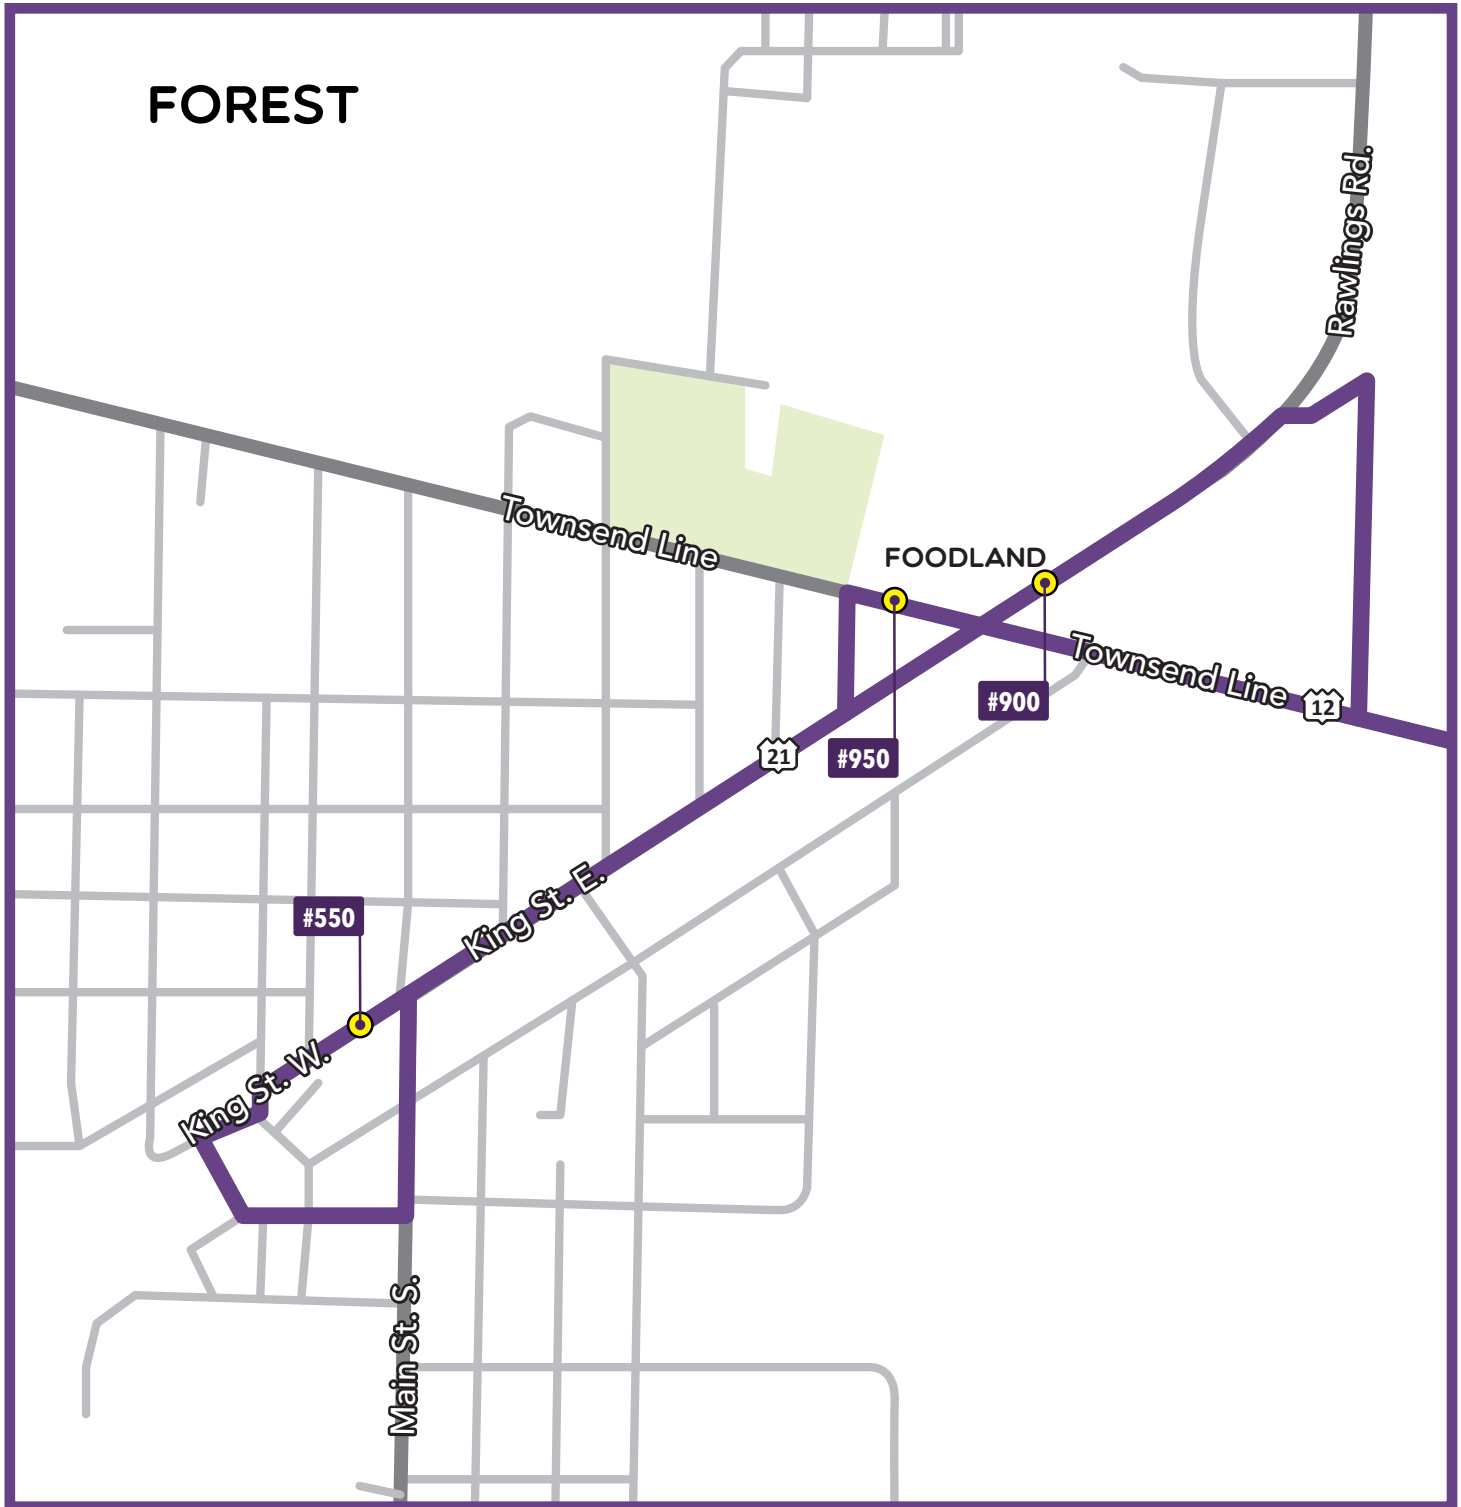 FOREST
Rawlings Rd.
Townsend Line
FOODLAND
Townsend Line
12
#900
21
#950
King St. E.
#550
King St. W.
Main St. S.